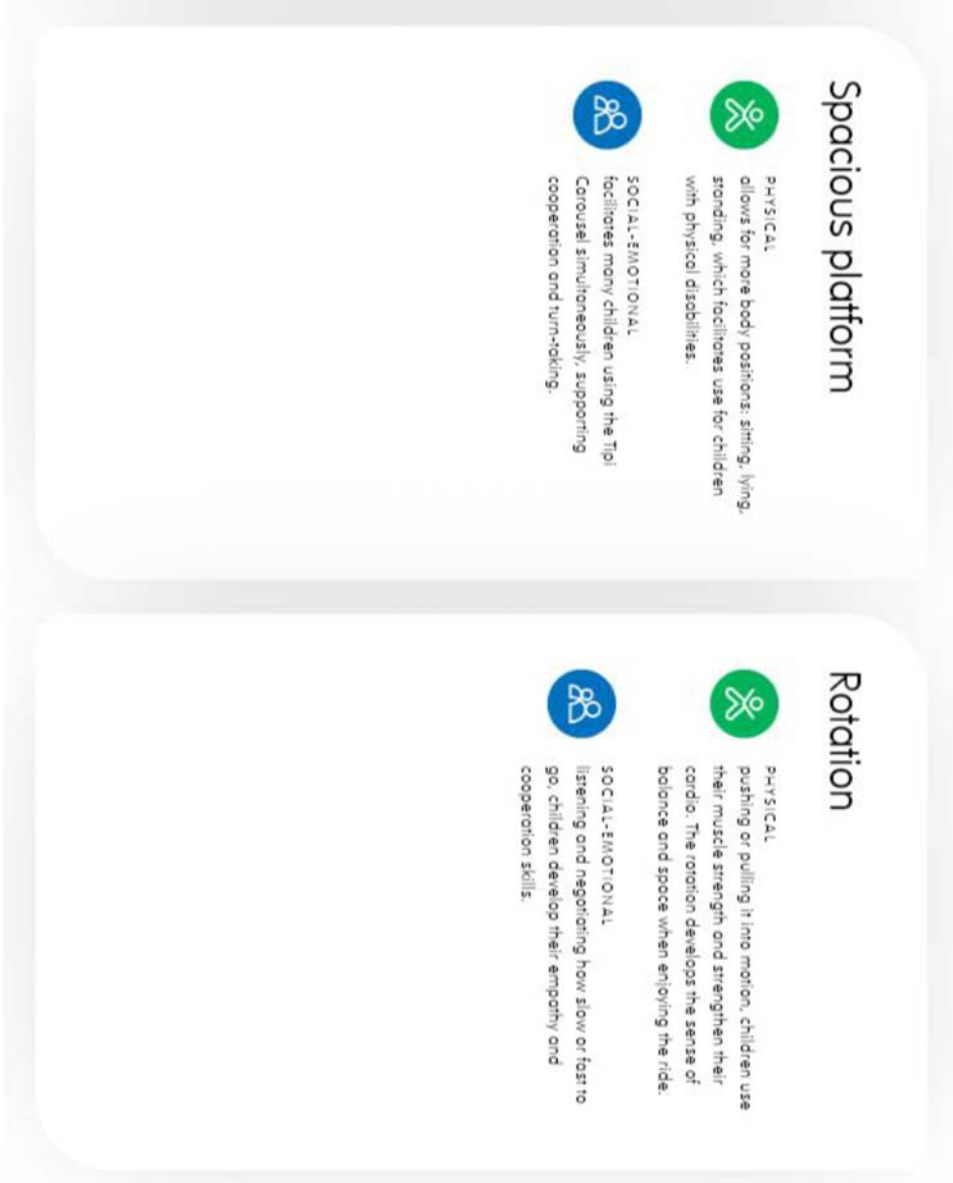 Spacious platform
PHYSICAL
allows for more body positions: sitting, lying,
standing, which facilitates use for children
with physical disabilities.
SOCIAL-EMOTIONAL
facilitates many children using the Tipi
Carousel simultaneously, supporting
cooperation and turn-taking.
Rotation
PHYSICAL
pushing or pulling it into motion, children use
their muscle strength and strengthen their
cardio. The rotation develops the sense of
balance and space when enjoying the ride.
SOCIAL-EMOTIONAL
listening and negotiating how slow or fast to
go, children develop their empathy and
cooperation skills.